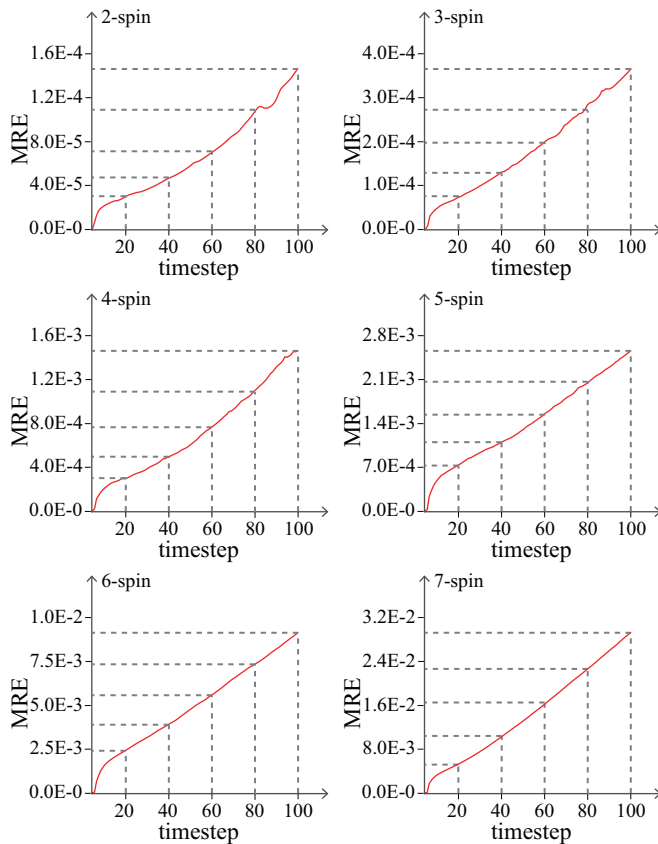 2-spin
1.6E-4
1.2E-4
8.0E-5
4.0E-5
0.0E-0
MRE
20 40 60 80 100
timestep
3-spin
4.0E-4
3.0E-4
2.0E-4
1.0E-4
0.0E-0
MRE
20 40 60 80 100
timestep
4-spin
1.6E-3
1.2E-3
8.0E-4
4.0E-4
0.0E-0
MRE
20 40 60 80 100
timestep
5-spin
2.8E-3
2.1E-3
1.4E-3
7.0E-4
0.0E-0
MRE
20 40 60 80 100
timestep
6-spin
1.0E-2
7.5E-3
5.0E-3
2.5E-3
0.0E-0
MRE
20 40 60 80 100
timestep
7-spin
3.2E-2
2.4E-2
1.6E-2
8.0E-3
0.0E-0
MRE
20 40 60 80 100
timestep